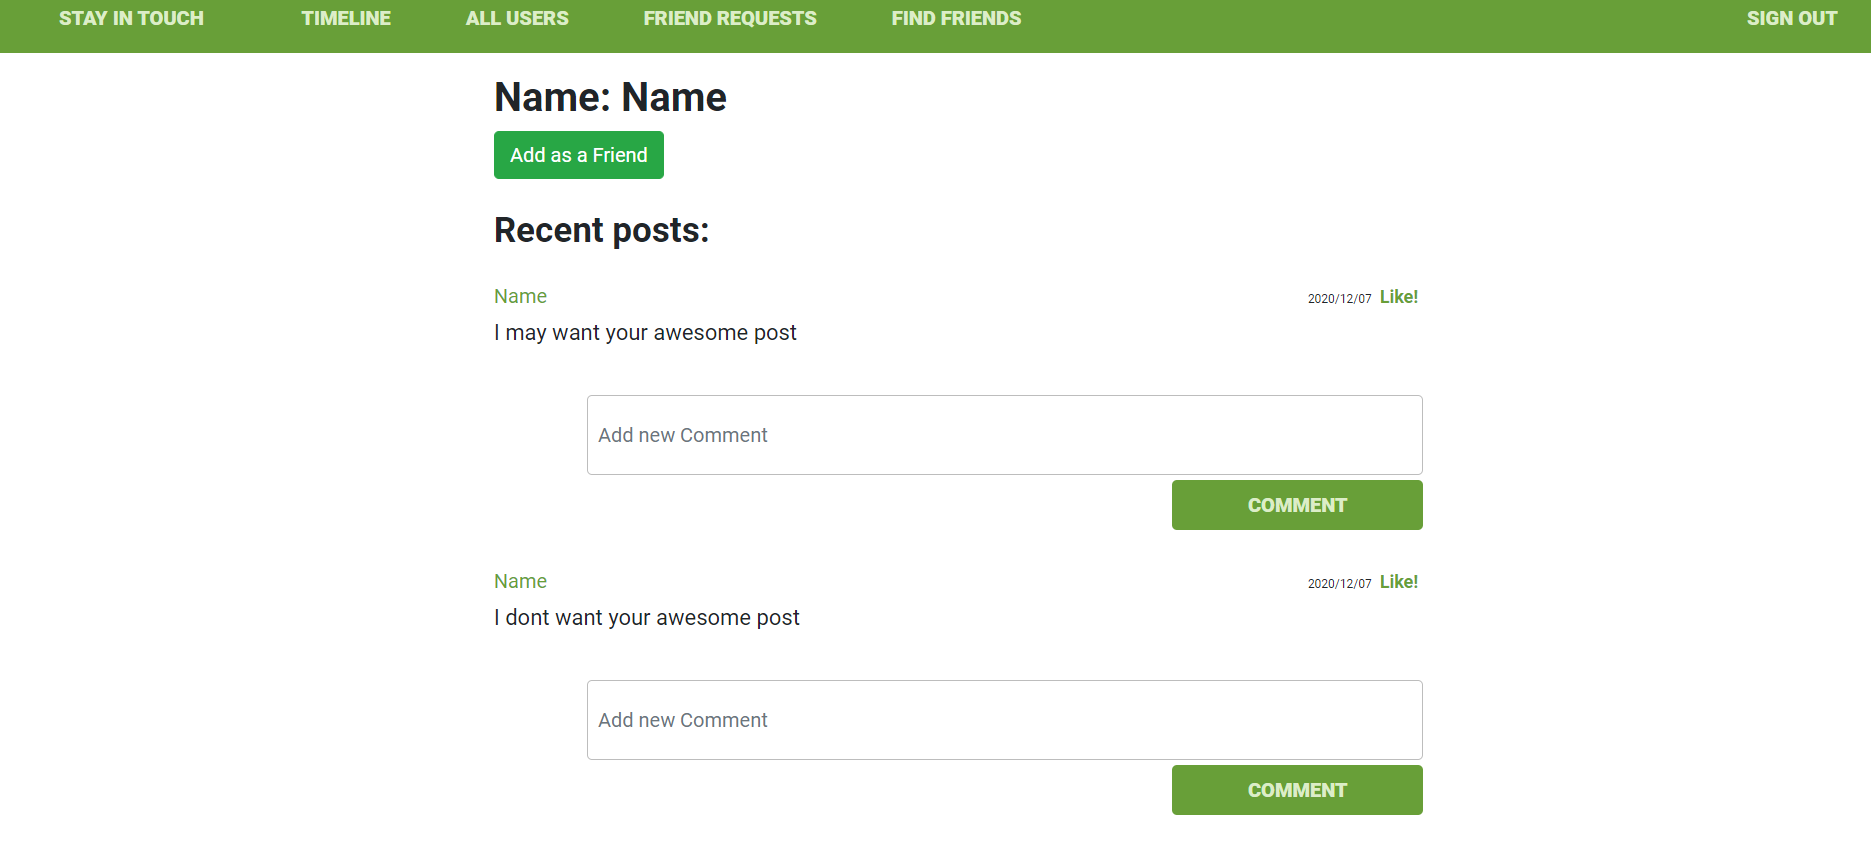 STAY IN TOUCH TIMELINE ALL USERS FRIEND REQUESTS FIND FRIENDS SIGN OUT
Name: Name
Add as a Friend
Recent posts:
Name 2020/12/07 Like!
I may want your awesome post
Add new Comment
COMMENT
Name 2020/12/07 Like!
I dont want your awesome post
Add new Comment
COMMENT